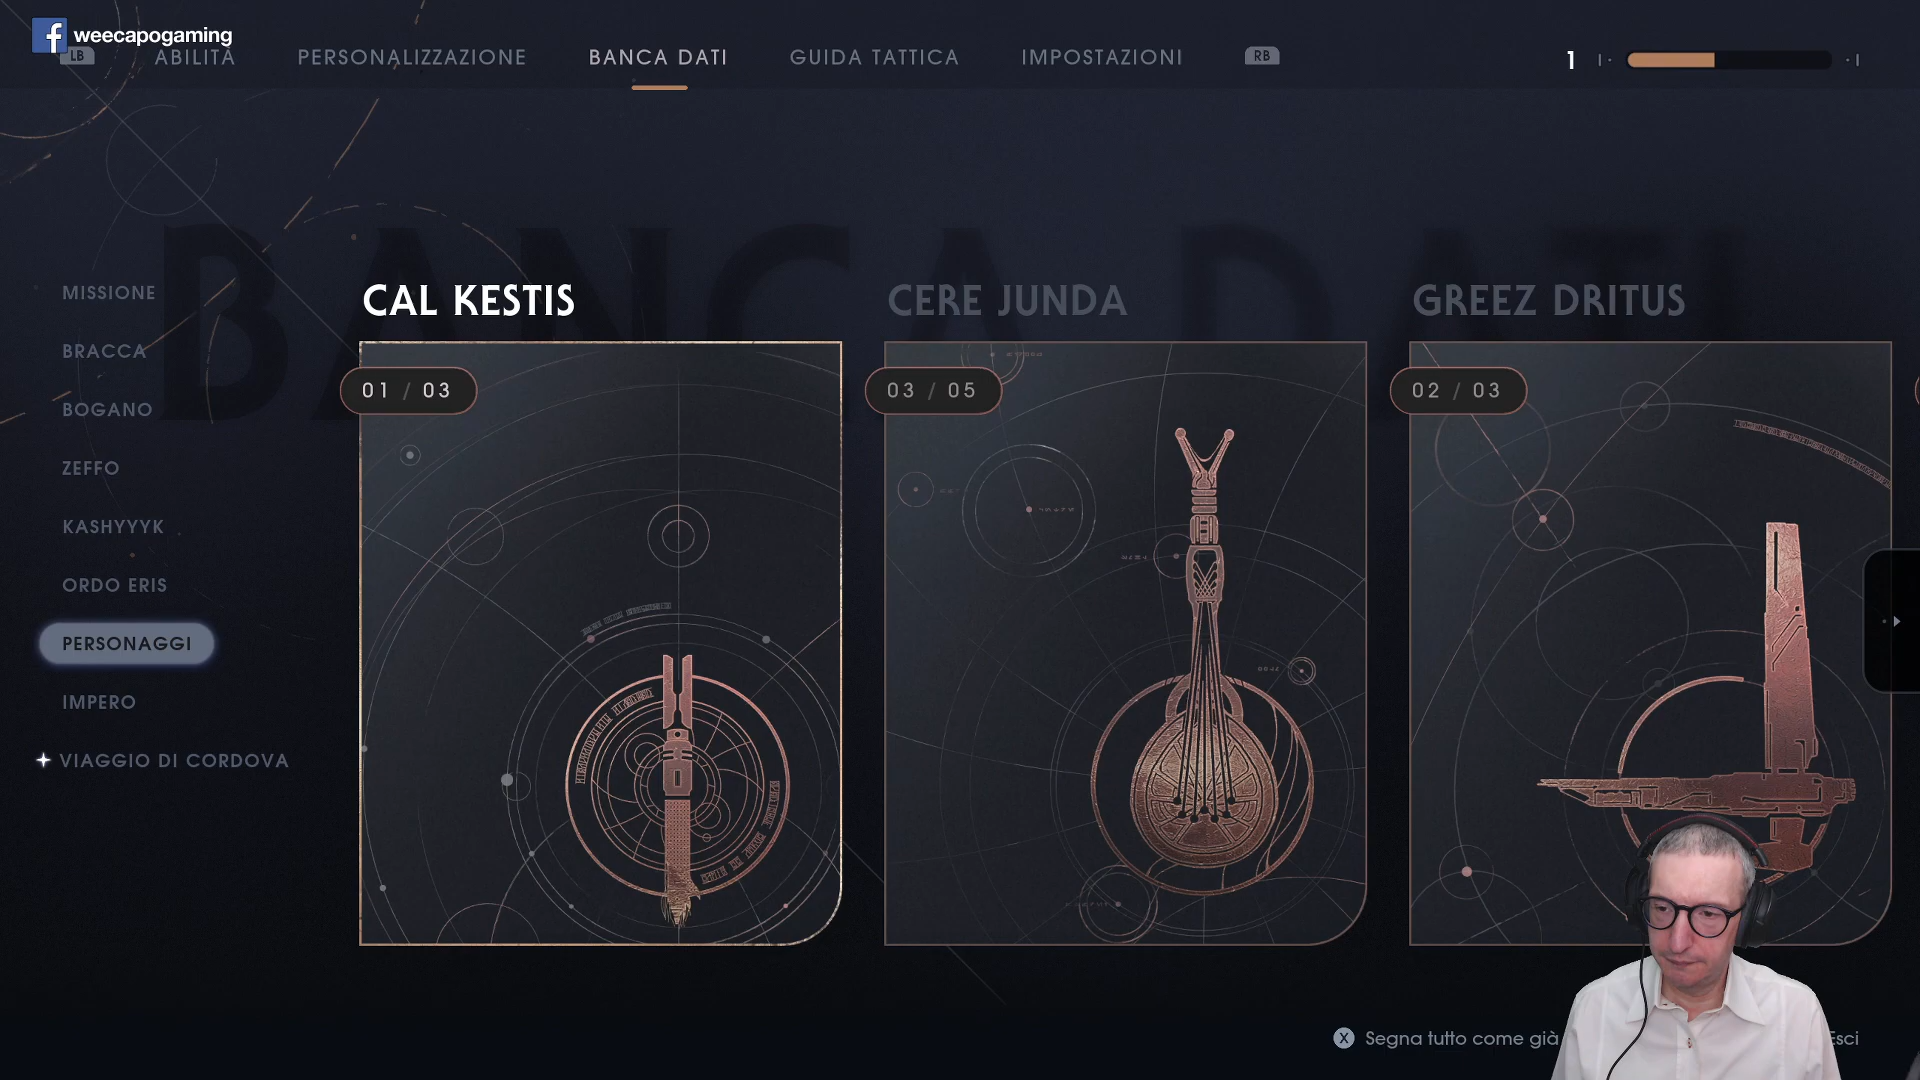 weecapogaming
LB ABILITÀ PERSONALIZZAZIONE BANCA DATI GUIDA TATTICA IMPOSTAZIONI RB 1
BANCA DATI
MISSIONE
BRACCA
BOGANO
ZEFFO
KASHYYYK
ORDO ERIS
PERSONAGGI
IMPERO
VIAGGIO DI CORDOVA
CAL KESTIS
01 / 03
CERE JUNDA
03 / 05
GREEZ DRITUS
02 / 03
X Segna tutto come già
Esci